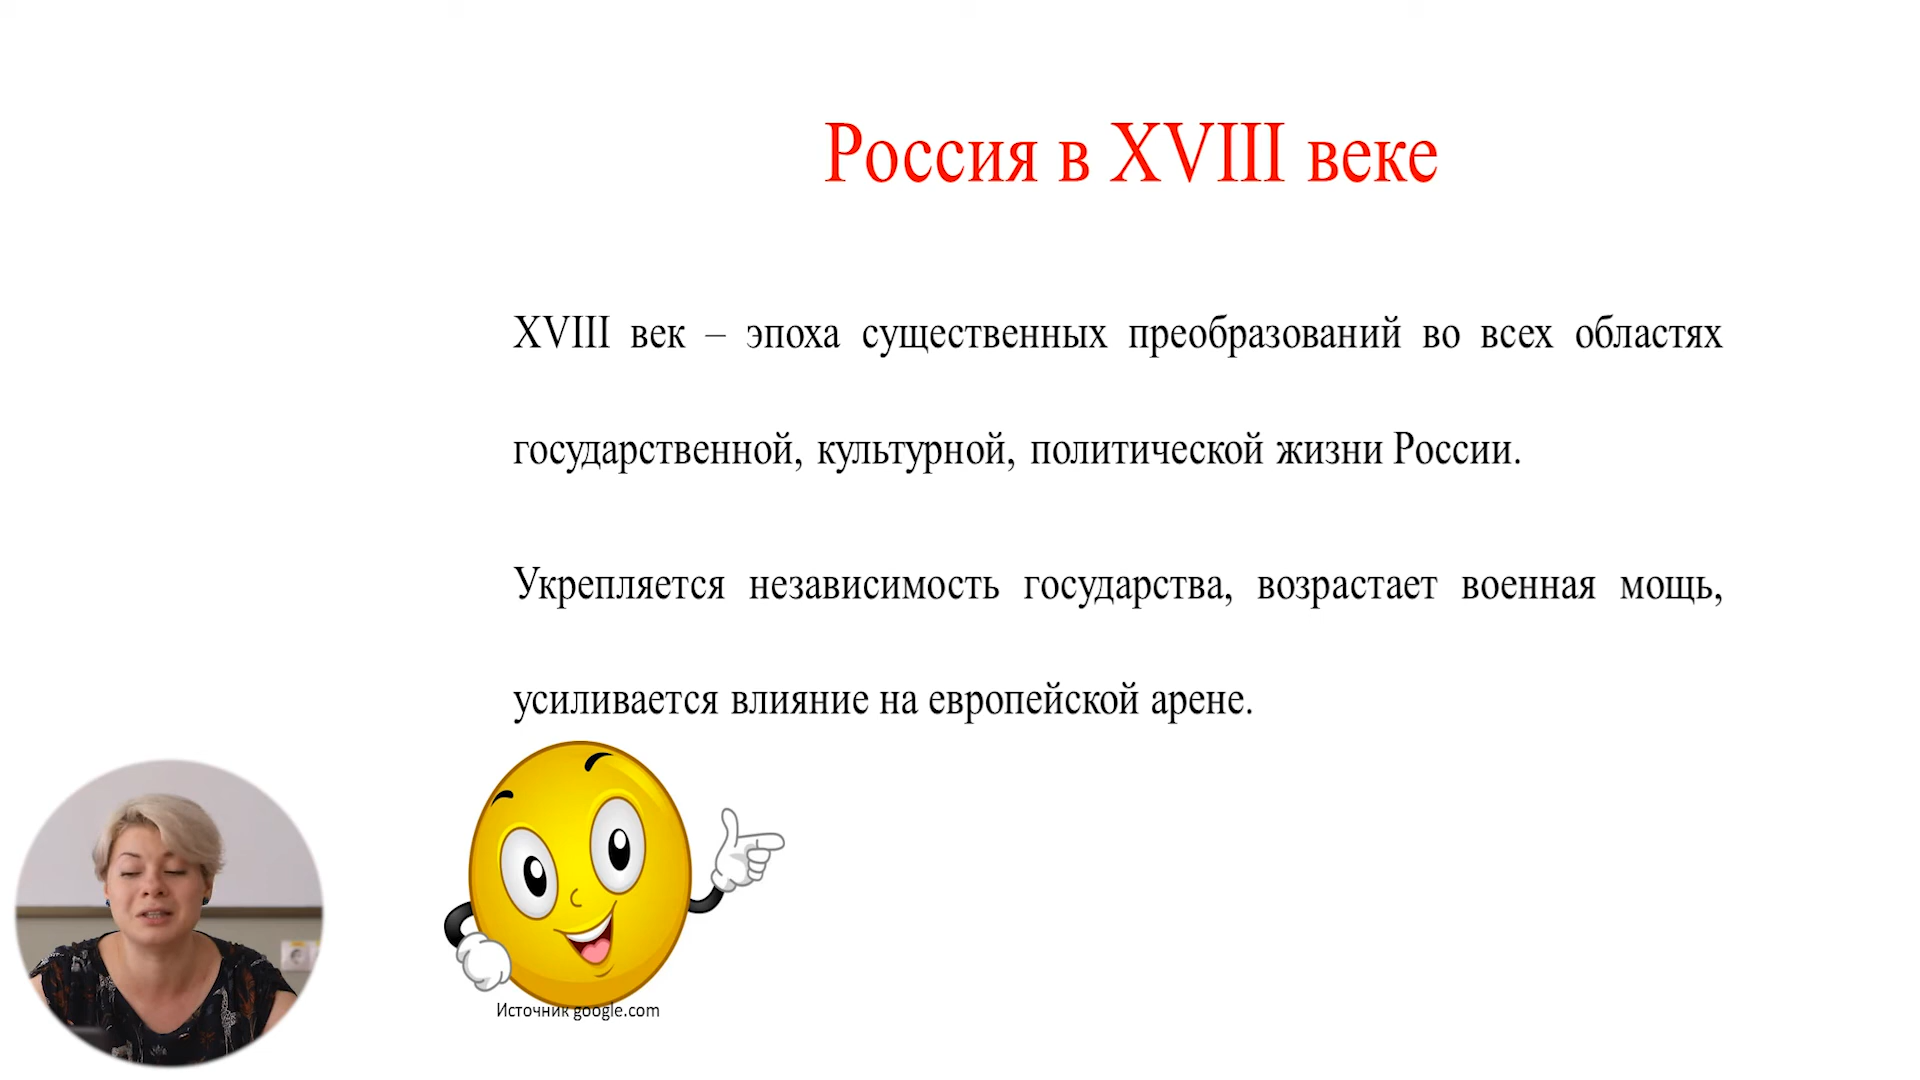 Россия в XVIII веке
XVIII век – эпоха существенных преобразований во всех областях
государственной, культурной, политической жизни России.
Укрепляется независимость государства, возрастает военная мощь,
усиливается влияние на европейской арене.
Источник google.com